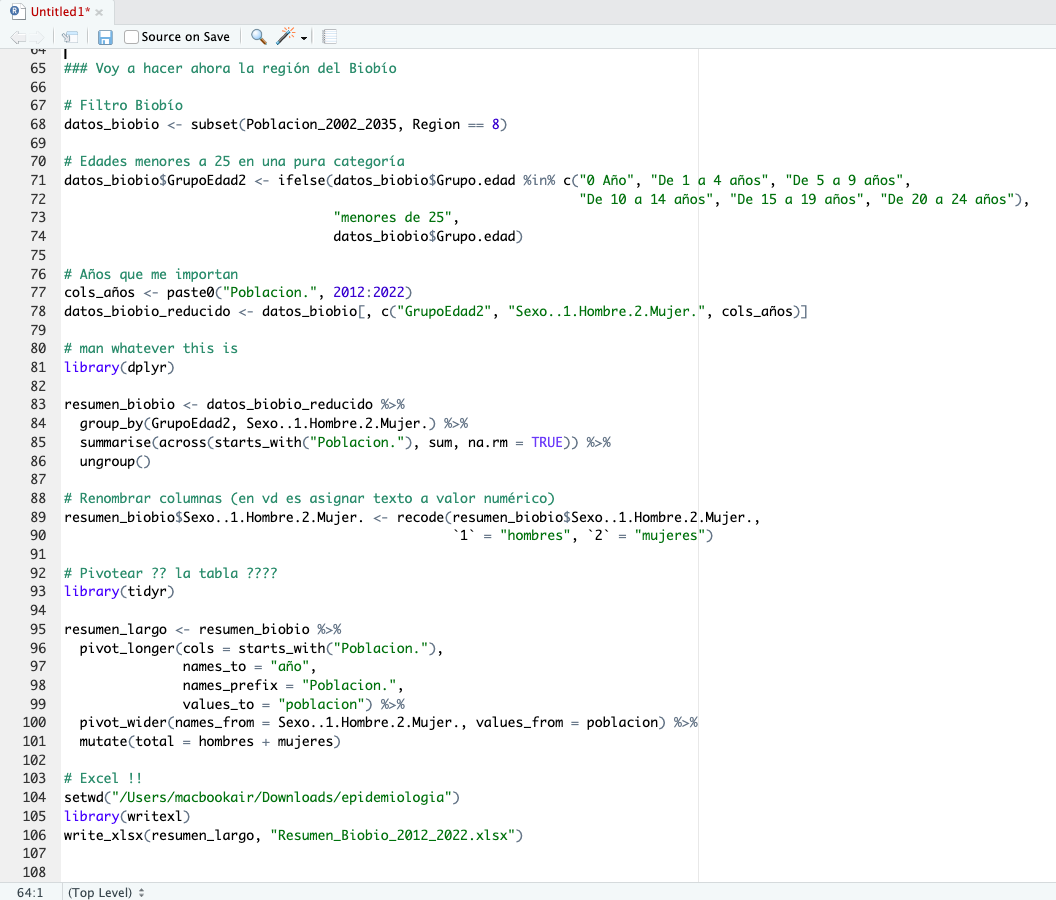 Untitled1*
Source on Save
64
65 ### Voy a hacer ahora la región del Biobío
66
67 # Filtro Biobío
68 datos_biobio <- subset(Poblacion_2002_2035, Region == 8)
69
70 # Edades menores a 25 en una pura categoría
71 datos_biobio$GrupoEdad2 <- ifelse(datos_biobio$Grupo.edad %in% c("0 Año", "De 1 a 4 años", "De 5 a 9 años",
72 "De 10 a 14 años", "De 15 a 19 años", "De 20 a 24 años"),
73 "menores de 25",
74 datos_biobio$Grupo.edad)
75
76 # Años que me importan
77 cols_años <- paste0("Poblacion.", 2012:2022)
78 datos_biobio_reducido <- datos_biobio[, c("GrupoEdad2", "Sexo..1.Hombre.2.Mujer.", cols_años)]
79
80 # man whatever this is
81 library(dplyr)
82
83 resumen_biobio <- datos_biobio_reducido %>%
84 group_by(GrupoEdad2, Sexo..1.Hombre.2.Mujer.) %>%
85 summarise(across(starts_with("Poblacion."), sum, na.rm = TRUE)) %>%
86 ungroup()
87
88 # Renombrar columnas (en vd es asignar texto a valor numérico)
89 resumen_biobio$Sexo..1.Hombre.2.Mujer. <- recode(resumen_biobio$Sexo..1.Hombre.2.Mujer.,
90 `1` = "hombres", `2` = "mujeres")
91
92 # Pivotear ?? la tabla ????
93 library(tidyr)
94
95 resumen_largo <- resumen_biobio %>%
96 pivot_longer(cols = starts_with("Poblacion."),
97 names_to = "año",
98 names_prefix = "Poblacion.",
99 values_to = "poblacion") %>%
100 pivot_wider(names_from = Sexo..1.Hombre.2.Mujer., values_from = poblacion) %>%
101 mutate(total = hombres + mujeres)
102
103 # Excel !!
104 setwd("/Users/macbookair/Downloads/epidemiologia")
105 library(writexl)
106 write_xlsx(resumen_largo, "Resumen_Biobio_2012_2022.xlsx")
107
108
64:1 (Top Level)